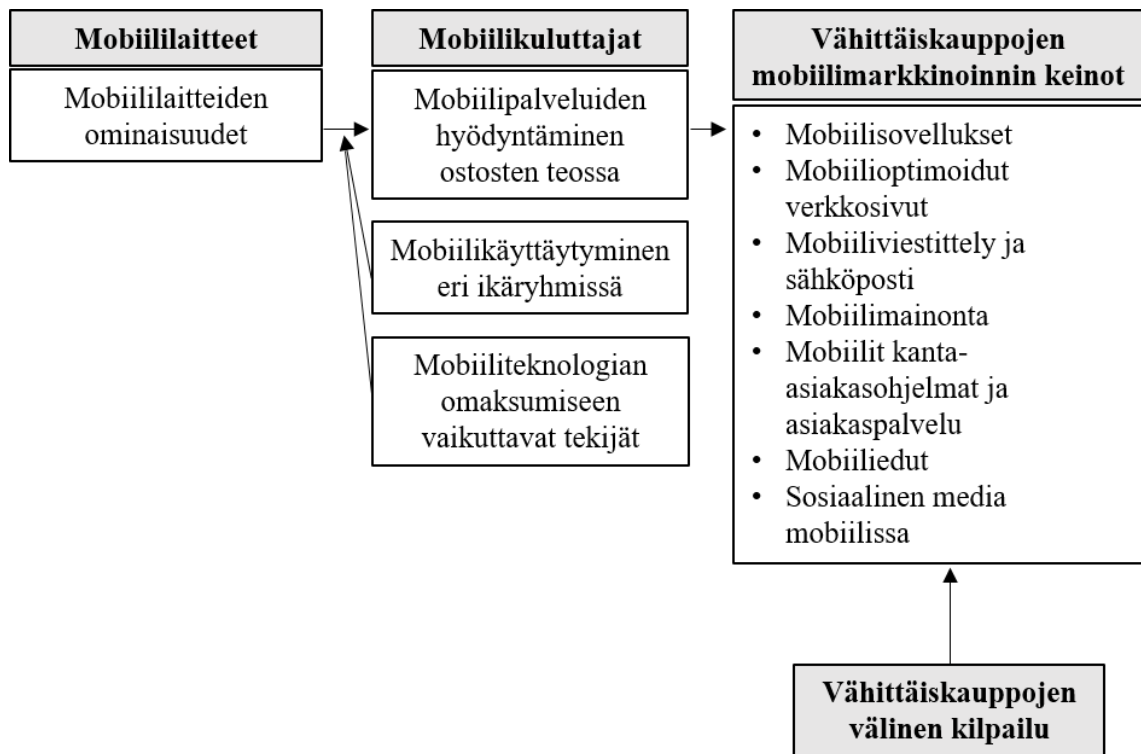 Mobiililaitteet
Mobiililaitteiden
ominaisuudet
Mobiilikuluttajat
Mobiilipalveluiden
hyödyntäminen
ostosten teossa
Mobiilikäyttäytyminen
eri ikäryhmissä
Mobiiliteknologian
omaksumiseen
vaikuttavat tekijät
Vähittäiskauppojen
mobiilimarkkinoinnin keinot
• Mobiilisovellukset
• Mobiilioptimoidut
verkkosivut
• Mobiiliviestittely ja
sähköposti
• Mobiilimainonta
• Mobiilit kanta-
asiakasohjelmat ja
asiakaspalvelu
• Mobiiliedut
• Sosiaalinen media
mobiilissa
Vähittäiskauppojen
välinen kilpailu